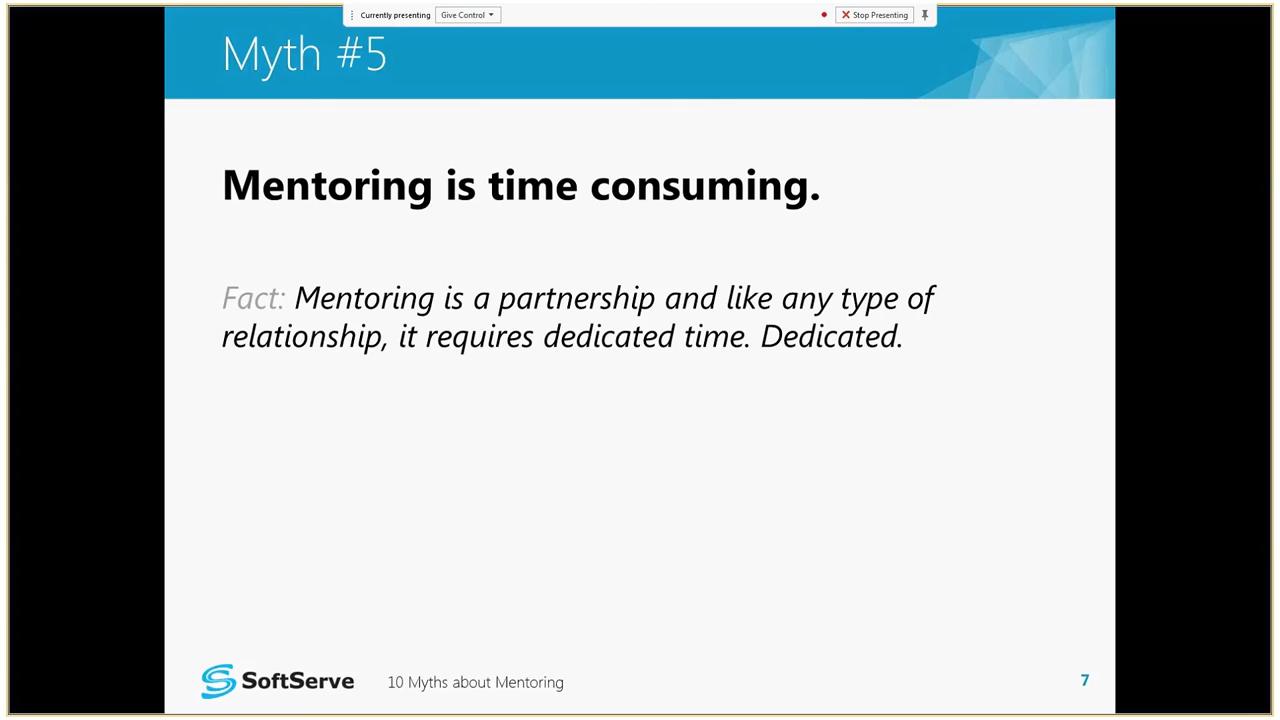 Currently presenting Give Control Stop Presenting
Myth #5
Mentoring is time consuming.
Fact: Mentoring is a partnership and like any type of
relationship, it requires dedicated time. Dedicated.
SoftServe 10 Myths about Mentoring 7